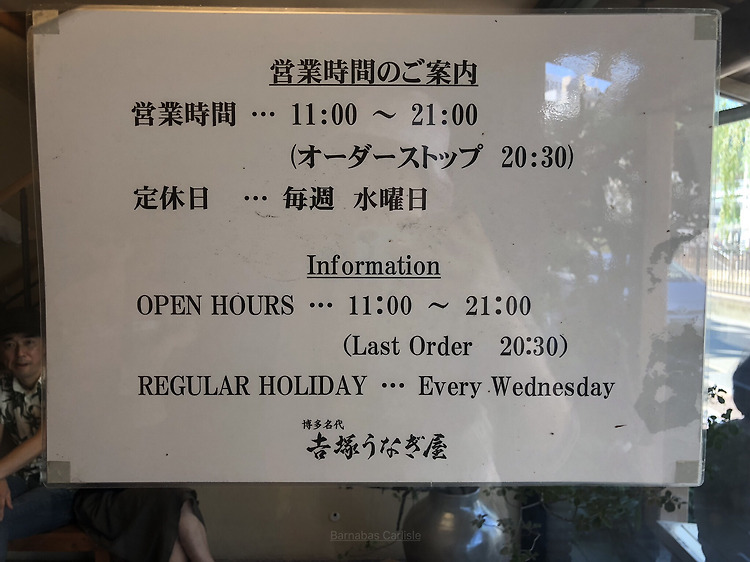 営業時間のご案内
営業時間 … 11:00 ～ 21:00
(オーダーストップ 20:30)
定休日 … 毎週 水曜日
Information
OPEN HOURS … 11:00 ～ 21:00
(Last Order 20:30)
REGULAR HOLIDAY … Every Wednesday
博多名代
吉塚うなぎ屋
Barnabas Carlisle